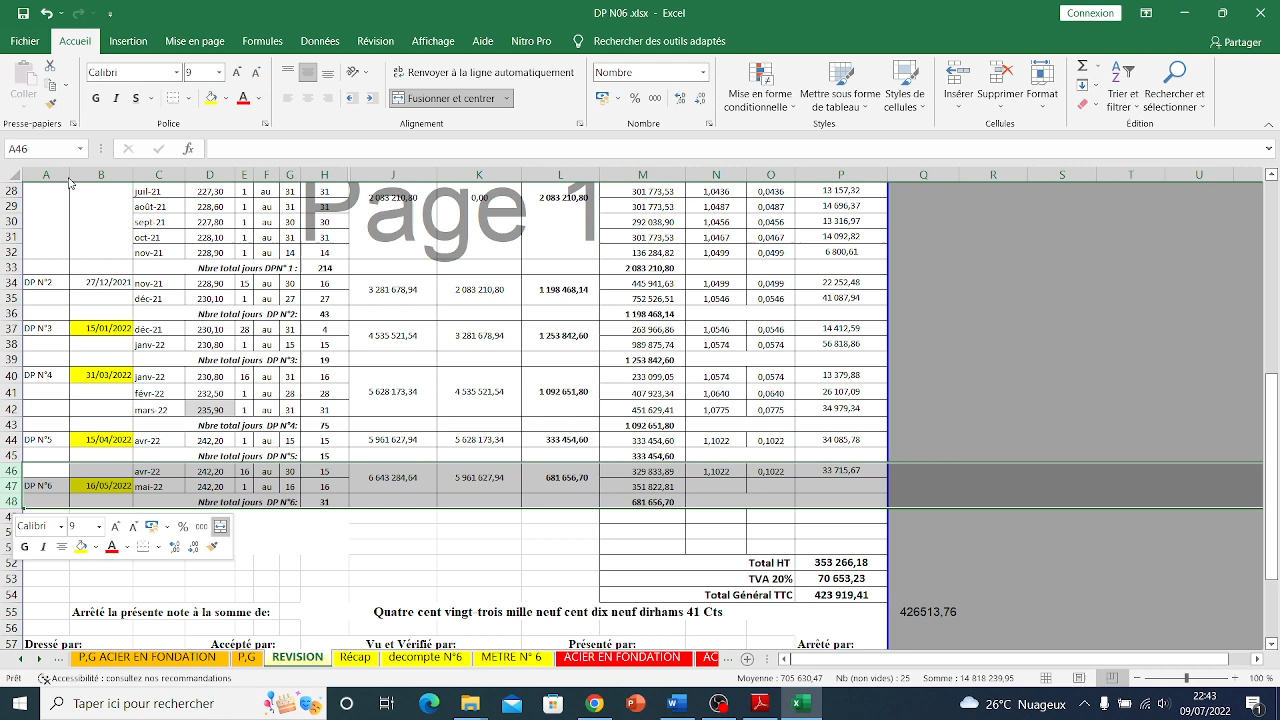 DP N06 .xlsx - Excel
Connexion
Fichier Accueil Insertion Mise en page Formules Données Révision Affichage Aide Nitro Pro Rechercher des outils adaptés Partager
Coller
Calibri 9
Renvoyer à la ligne automatiquement
Nombre
G I S
Fusionner et centrer
% 000
Mise en forme conditionnelle
Mettre sous forme de tableau
Styles de cellules
Insérer Supprimer Format
Trier et filtrer
Rechercher et sélectionner
Presse-papiers Police Alignement Nombre Styles Cellules Édition
A46
A B C D E F G H J K L M N O P Q R S T U
Page 1
28 juil-21 227,30 1 au 31 31 2 083 210,80 0,00 2 083 210,80 301 773,53 1,0436 0,0436 13 157,32
29 août-21 228,60 1 au 31 31 301 773,53 1,0487 0,0487 14 696,37
30 sept-21 227,80 1 au 30 30 292 038,90 1,0456 0,0456 13 316,97
31 oct-21 228,10 1 au 31 31 301 773,53 1,0467 0,0467 14 092,82
32 nov-21 228,90 1 au 14 14 136 284,82 1,0499 0,0499 6 800,61
33 Nbre total jours DPN° 1 : 214 2 083 210,80
34 DP N°2 27/12/2021 nov-21 228,90 15 au 30 16 3 281 678,94 2 083 210,80 1 198 468,14 445 941,63 1,0499 0,0499 22 252,48
35 déc-21 230,10 1 au 27 27 752 526,51 1,0546 0,0546 41 087,94
36 Nbre total jours DP N°2: 43 1 198 468,14
37 DP N°3 15/01/2022 déc-21 230,10 28 au 31 4 4 535 521,54 3 281 678,94 1 253 842,60 263 966,86 1,0546 0,0546 14 412,59
38 janv-22 230,80 1 au 15 15 989 875,74 1,0574 0,0574 56 818,86
39 Nbre total jours DP N°3: 19 1 253 842,60
40 DP N°4 31/03/2022 janv-22 230,80 16 au 31 16 5 628 173,34 4 535 521,54 1 092 651,80 233 099,05 1,0574 0,0574 13 379,88
41 févr-22 232,50 1 au 28 28 407 923,34 1,0640 0,0640 26 107,09
42 mars-22 235,90 1 au 31 31 451 629,41 1,0775 0,0775 34 979,34
43 Nbre total jours DP N°4: 75 1 092 651,80
44 DP N°5 15/04/2022 avr-22 242,20 1 au 15 15 5 961 627,94 5 628 173,34 333 454,60 333 454,60 1,1022 0,1022 34 085,78
45 Nbre total jours DP N°5: 15 333 454,60
46 avr-22 242,20 16 au 30 15 6 643 284,64 5 961 627,94 681 656,70 329 833,89 1,1022 0,1022 33 715,67
47 DP N°6 16/05/2022 mai-22 242,20 1 au 16 16 351 822,81
48 Nbre total jours DP N°6: 31 681 656,70
Calibri 9 % 000
G I A
52 Total HT 353 266,18
53 TVA 20% 70 653,23
54 Total Général TTC 423 919,41
55 Arrêté la présente note à la somme de: Quatre cent vingt-trois mille neuf cent dix neuf dirhams 41 Cts 426513,76
56
57 Dressé par: Accépté par: Vu et Vérifié par: Présenté par: Arrêté par:
... P,G ACIER EN FONDATION P,G REVISION Récap decompte N°6 METRE N° 6 ACIER EN FONDATION AC ...
Prêt Accessibilité : consultez nos recommandations Moyenne : 705 630,47 Nb (non vides) : 25 Somme : 14 818 239,95 100 %
Taper ici pour rechercher
26°C Nuageux
22:43
09/07/2022